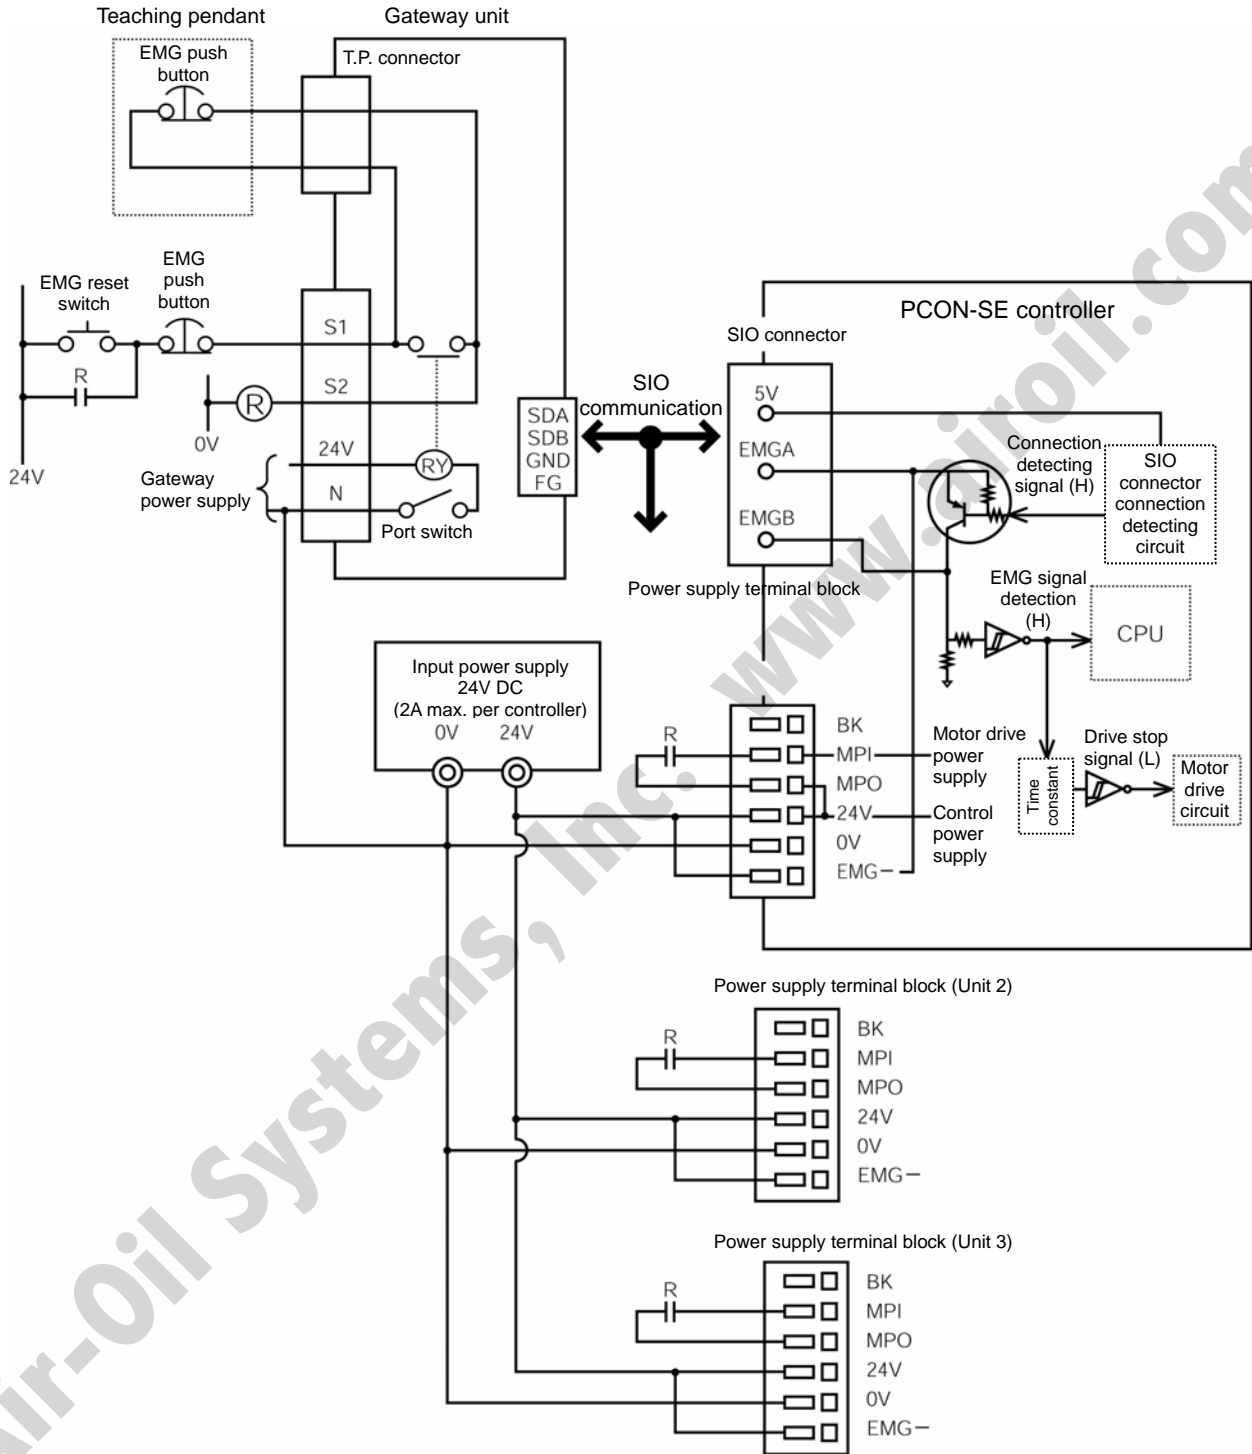 Teaching pendant
Gateway unit
EMG push
button
T.P. connector
EMG
push
button
EMG reset
switch
S1
R
S2
R
0V
24V
24V
RY
Gateway
power supply
N
Port switch
SDA
SDB
GND
FG
SIO
communication
PCON-SE controller
SIO connector
5V
EMGA
EMGB
Connection
detecting
signal (H)
SIO
connector
connection
detecting
circuit
Power supply terminal block
EMG signal
detection
(H)
CPU
Input power supply
24V DC
(2A max. per controller)
0V
24V
R
BK
MPI
MPO
24V
0V
EMG−
Motor drive
power
supply
Control
power
supply
Time
constant
Drive stop
signal (L)
Motor
drive
circuit
Power supply terminal block (Unit 2)
R
BK
MPI
MPO
24V
0V
EMG−
Power supply terminal block (Unit 3)
R
BK
MPI
MPO
24V
0V
EMG−
Air-Oil Systems, Inc. www.airoil.com